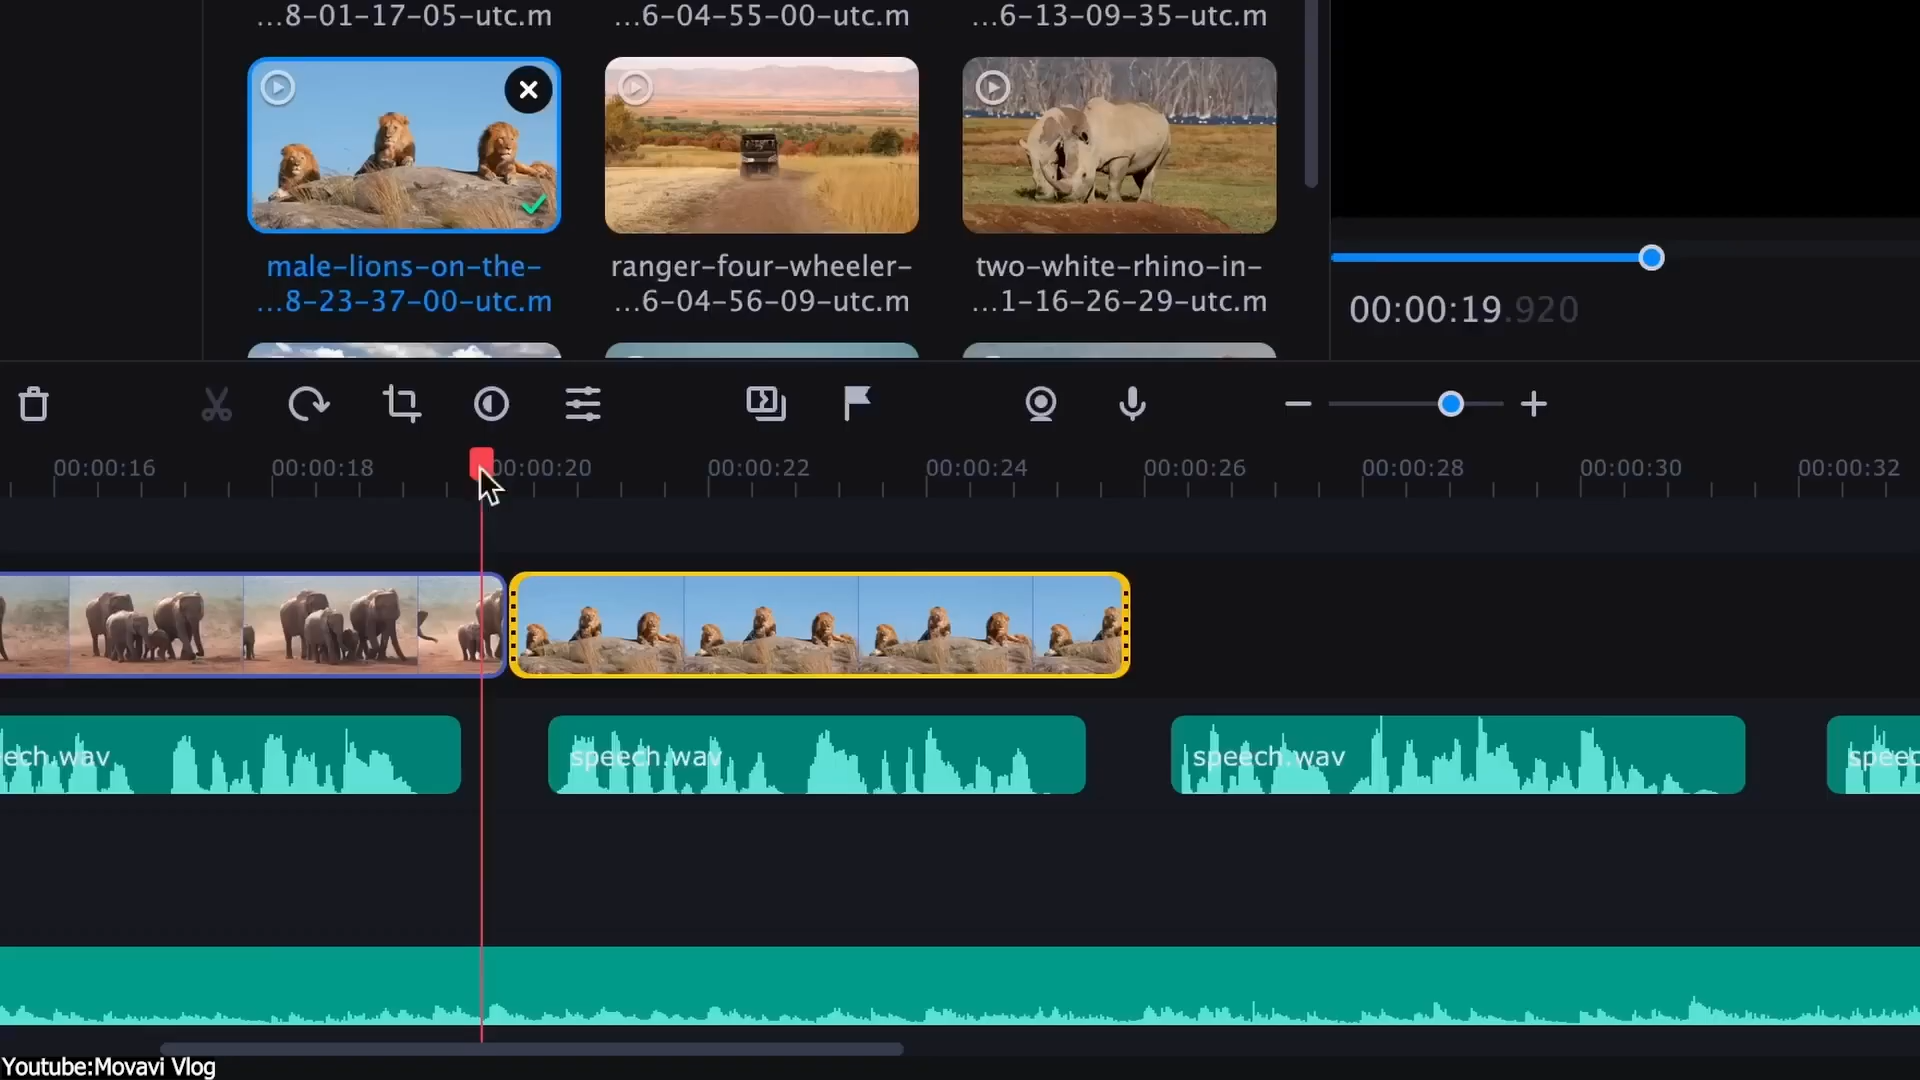 ...8-01-17-05-utc.m
...6-04-55-00-utc.m
...6-13-09-35-utc.m
male-lions-on-the-
...8-23-37-00-utc.m
ranger-four-wheeler-
...6-04-56-09-utc.m
two-white-rhino-in-
...1-16-26-29-utc.m
00:00:19.920
00:00:16
00:00:18
00:00:20
00:00:22
00:00:24
00:00:26
00:00:28
00:00:30
00:00:32
ech.wav
speech.wav
speech.wav
speec
Youtube:Movavi Vlog